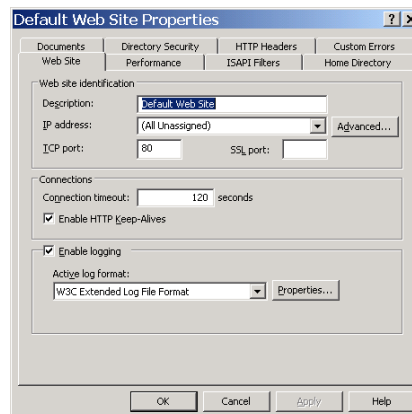 Default Web Site Properties
Documents Directory Security HTTP Headers Custom Errors
Web Site Performance ISAPI Filters Home Directory
Web site identification
Description: Default Web Site
IP address: (All Unassigned) Advanced...
TCP port: 80 SSL port:
Connections
Connection timeout: 120 seconds
Enable HTTP Keep-Alives
Enable logging
Active log format:
W3C Extended Log File Format Properties...
OK Cancel Apply Help